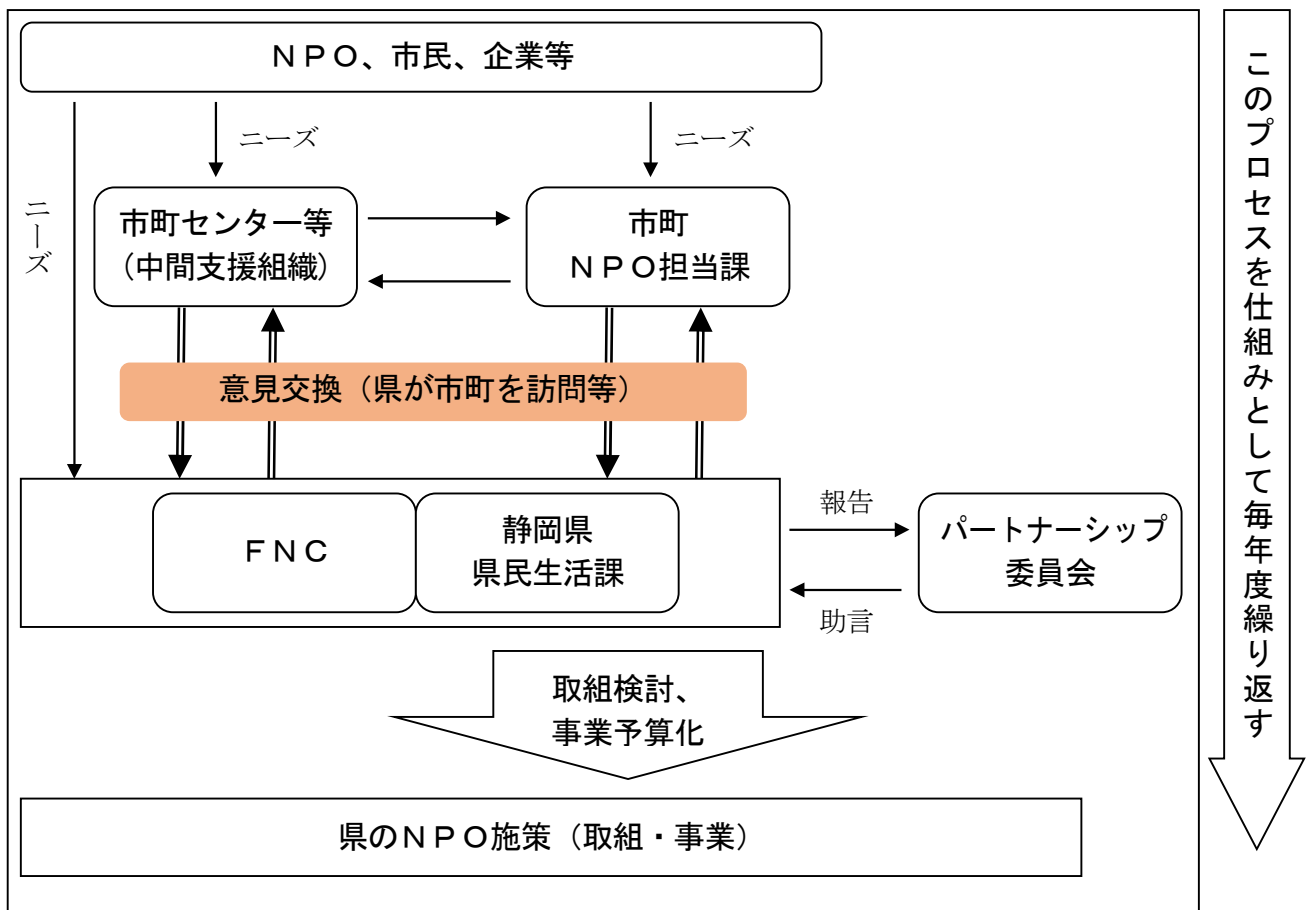 ＮＰＯ、市民、企業等
ニーズ
ニーズ
ニーズ
市町センター等
（中間支援組織）
市町
ＮＰＯ担当課
意見交換（県が市町を訪問等）
ＦＮＣ
静岡県
県民生活課
報告
助言
パートナーシップ
委員会
取組検討、
事業予算化
県のＮＰＯ施策（取組・事業）
このプロセスを仕組みとして毎年度繰り返す